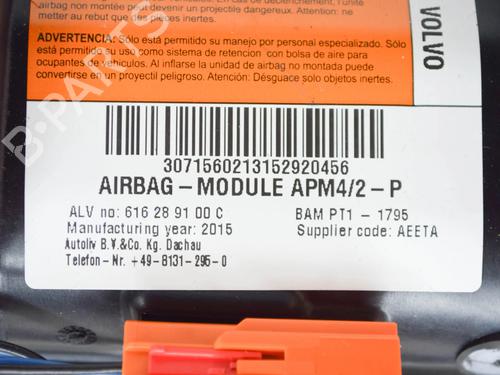 airbag non montée peut devenir un projectile dangereux. Attention: ne
mettre au rebut que des pièces inertes.
ADVERTENCIA: Sólo está permitido su manejo por personal especializado. Sólo
está permitido su uso como sistema de retención con bolsa de aire para
ocupantes de vehículos. Al inflarse la unidad de airbag no montada puede
convertirse en un proyectil peligroso. Atención: Désguace solo objetos inertes.
VOLVO
3071560213152920456
AIRBAG-MODULE APM4/2-P
ALV no: 616 28 91 00 C
BAM PT1 - 1795
Manufacturing year: 2015
Supplier code: AEETA
Autoliv B.V.&Co. Kg. Dachau
Telefon-Nr. +49-8131-295-0
B-PARTS